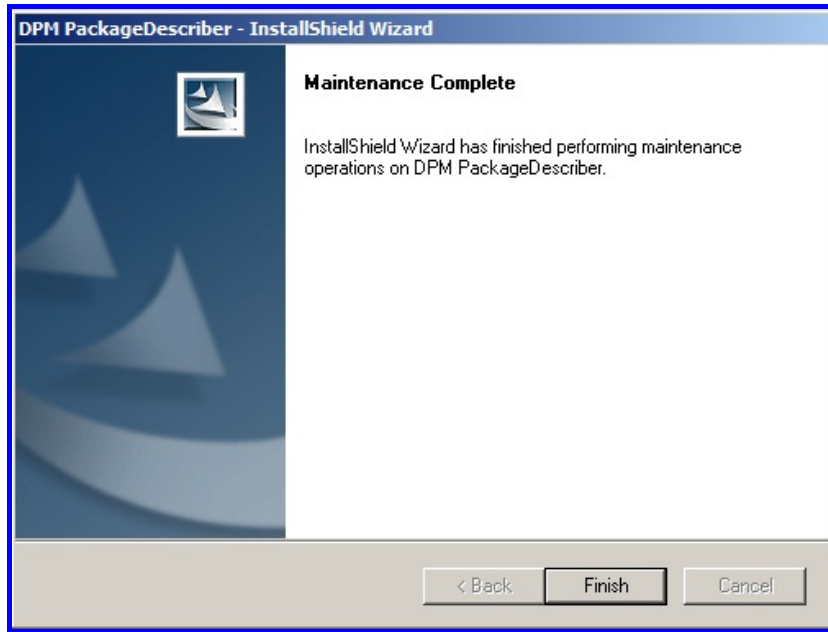 DPM PackageDescriber - InstallShield Wizard
Maintenance Complete
InstallShield Wizard has finished performing maintenance
operations on DPM PackageDescriber.
< Back
Finish
Cancel